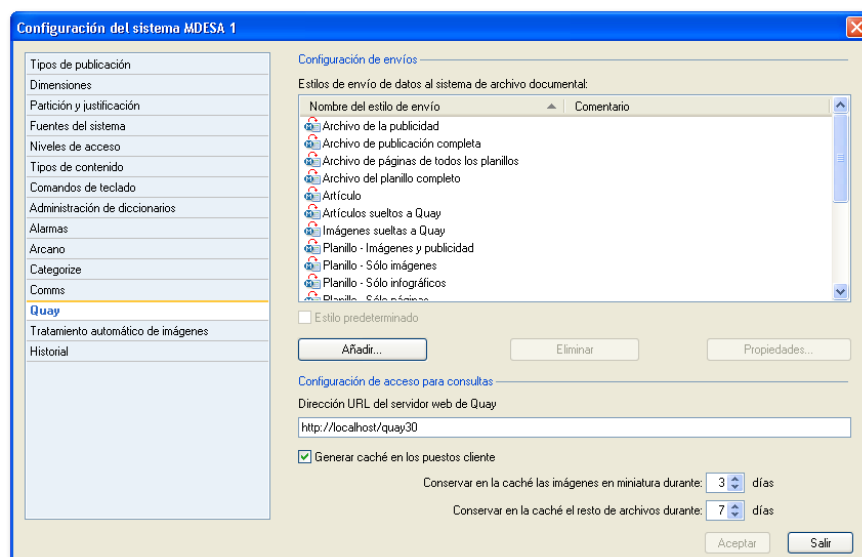 Configuración del sistema MDESA 1
Tipos de publicación
Dimensiones
Partición y justificación
Fuentes del sistema
Niveles de acceso
Tipos de contenido
Comandos de teclado
Administración de diccionarios
Alarmas
Arcano
Categorize
Comms
Quay
Tratamiento automático de imágenes
Historial
Configuración de envíos
Estilos de envío de datos al sistema de archivo documental:
Nombre del estilo de envío Comentario
Archivo de la publicidad
Archivo de publicación completa
Archivo de páginas de todos los planillos
Archivo del planillo completo
Artículo
Artículos sueltos a Quay
Imágenes sueltas a Quay
Planillo - Imágenes y publicidad
Planillo - Sólo imágenes
Planillo - Sólo infográficos
Planillo - Sólo páginas
Estilo predeterminado
Añadir... Eliminar Propiedades...
Configuración de acceso para consultas
Dirección URL del servidor web de Quay
http://localhost/quay30
Generar caché en los puestos cliente
Conservar en la caché las imágenes en miniatura durante: 3 días
Conservar en la caché el resto de archivos durante: 7 días
Aceptar Salir